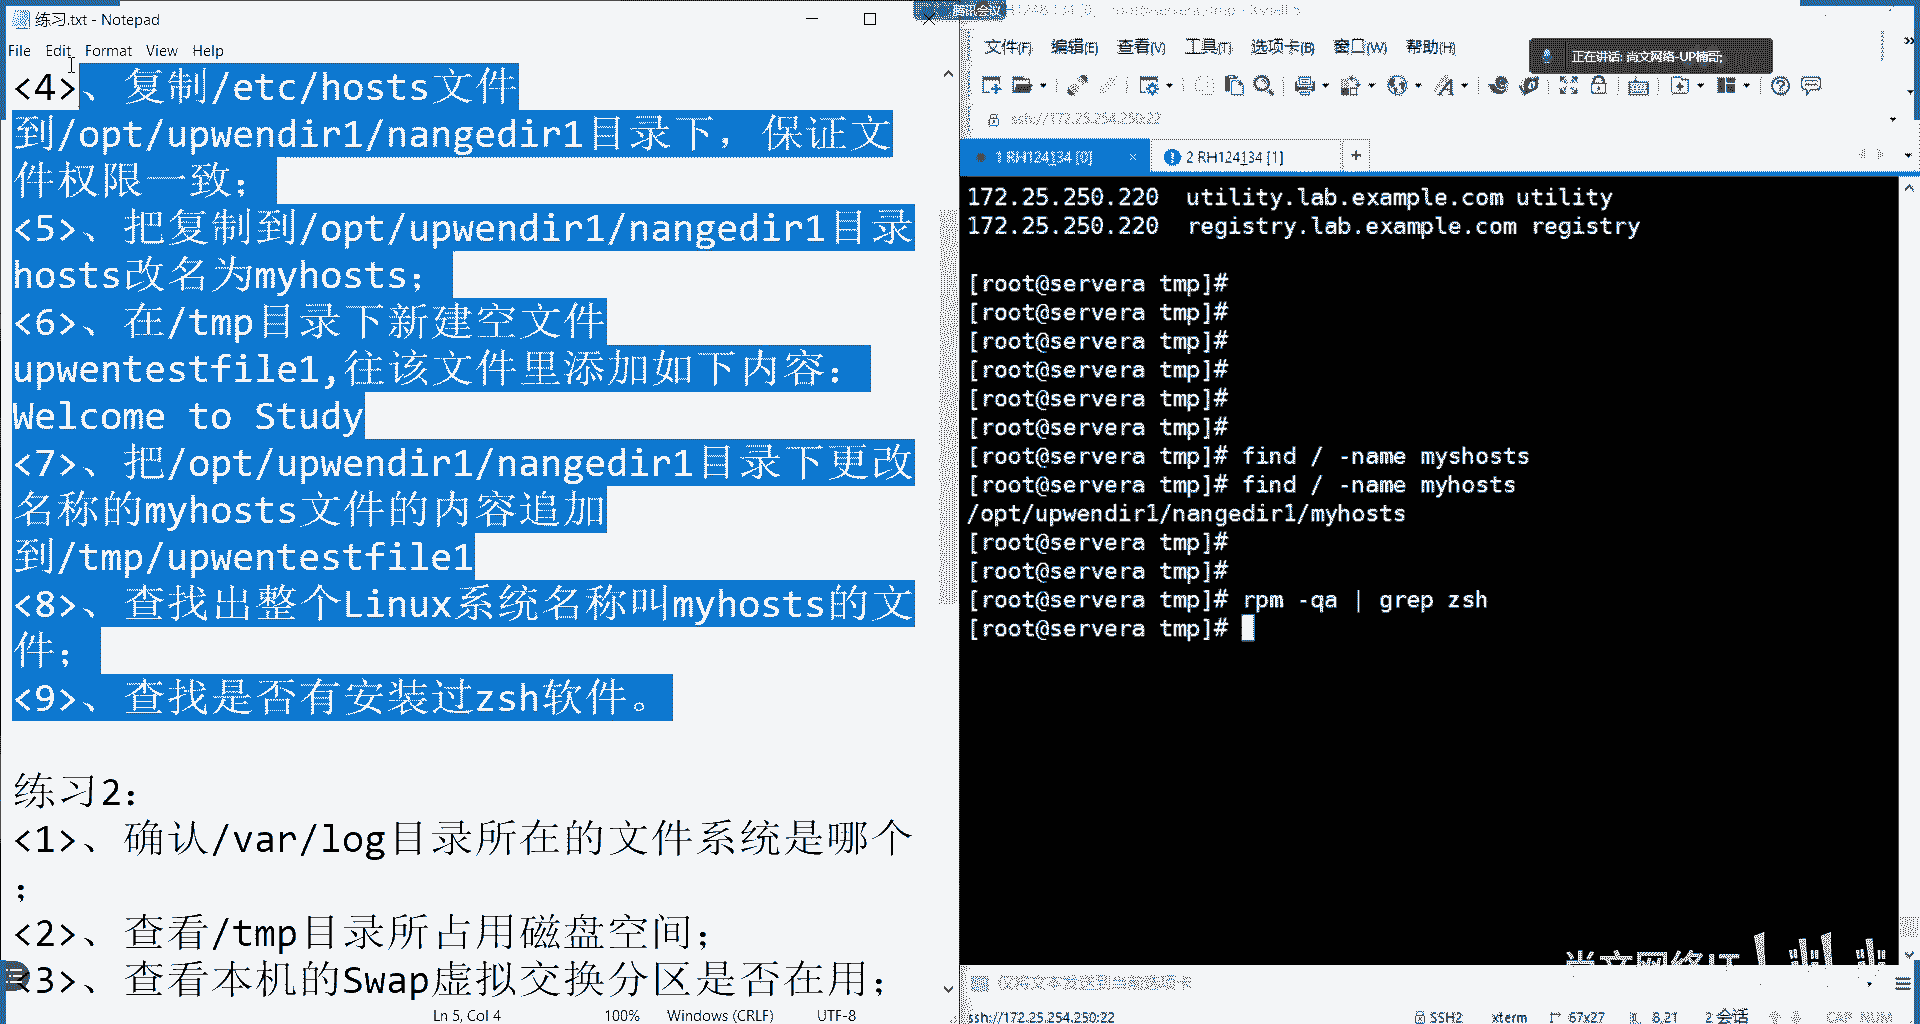 练习.txt - Notepad
File Edit Format View Help
<4>、复制/etc/hosts文件
到/opt/upwendir1/nangedir1目录下，保证文
件权限一致；
<5>、把复制到/opt/upwendir1/nangedir1目录
hosts改名为myhosts；
<6>、在/tmp目录下新建空文件
upwentestfile1,往该文件里添加如下内容：
Welcome to Study
<7>、把/opt/upwendir1/nangedir1目录下更改
名称的myhosts文件的内容追加
到/tmp/upwentestfile1
<8>、查找出整个Linux系统名称叫myhosts的文
件；
<9>、查找是否有安装过zsh软件。
练习2：
<1>、确认/var/log目录所在的文件系统是哪个
；
<2>、查看/tmp目录所占用磁盘空间；
<3>、查看本机的Swap虚拟交换分区是否在用；
Ln 5, Col 4 100% Windows (CRLF) UTF-8
腾讯会议
文件(F) 编辑(E) 查看(V) 工具(T) 选项卡(B) 窗口(W) 帮助(H)
正在讲话: 尚文网络-UP楠哥;
ssh://172.25.254.250:22
1 RH124134 [0] × 2 RH124134 [1] +
172.25.250.220 utility.lab.example.com utility
172.25.250.220 registry.lab.example.com registry
[root@servera tmp]#
[root@servera tmp]#
[root@servera tmp]#
[root@servera tmp]#
[root@servera tmp]#
[root@servera tmp]#
[root@servera tmp]# find / -name myshosts
[root@servera tmp]# find / -name myhosts
/opt/upwendir1/nangedir1/myhosts
[root@servera tmp]#
[root@servera tmp]#
[root@servera tmp]# rpm -qa | grep zsh
[root@servera tmp]#
仅将文本发送到当前选项卡
ssh://172.25.254.250:22 SSH2 xterm 67x27 8,21 2 会话 CAP NUM